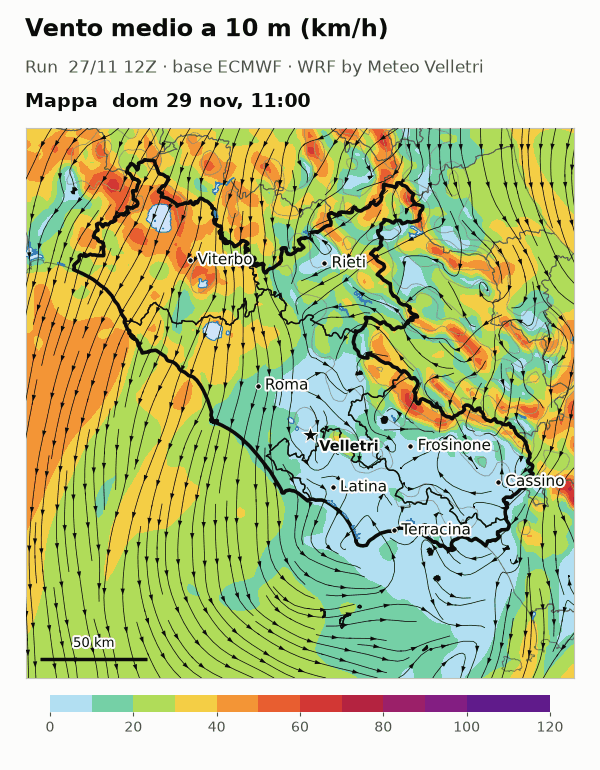 Vento medio a 10 m (km/h)
Run  27/11 12Z · base ECMWF · WRF by Meteo Velletri
Mappa  dom 29 nov, 11:00
Viterbo
Rieti
Roma
Velletri
Frosinone
Latina
Cassino
Terracina
50 km
0 20 40 60 80 100 120